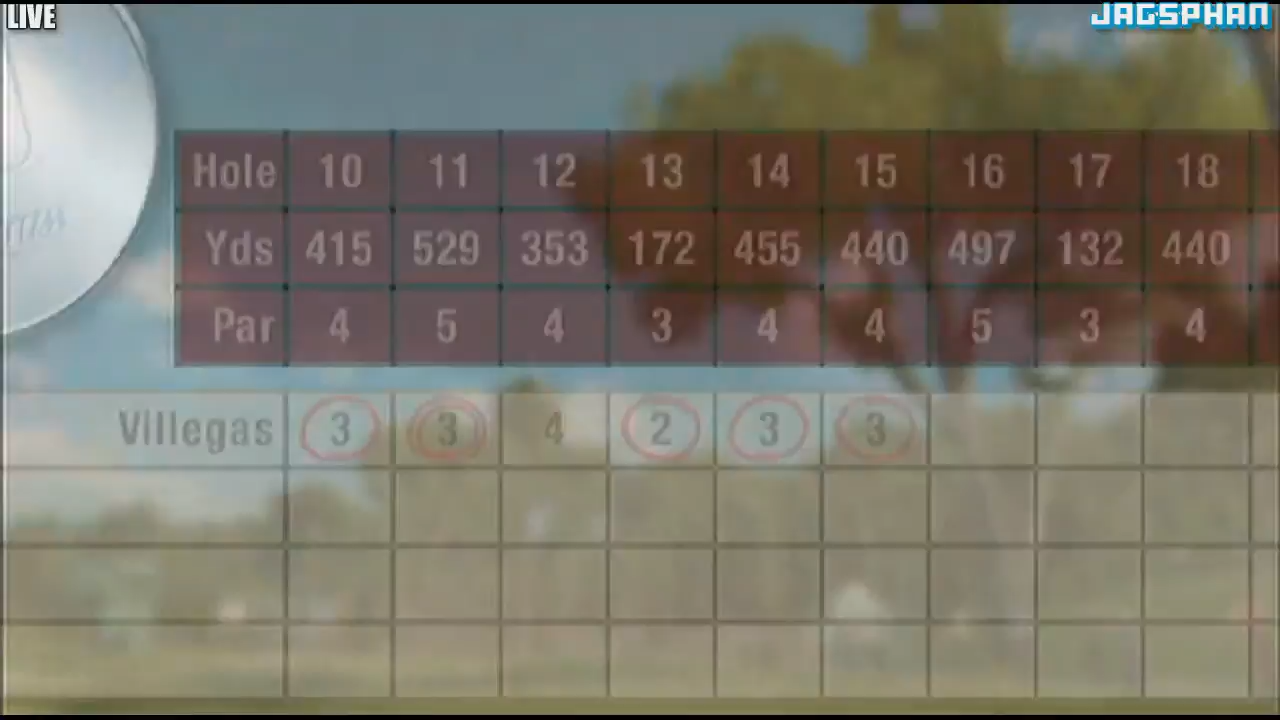 LIVE
JAGSPHAN
Hole 10 11 12 13 14 15 16 17 18
Yds 415 529 353 172 455 440 497 132 440
Par 4 5 4 3 4 4 5 3 4
Villegas 3 3 4 2 3 3